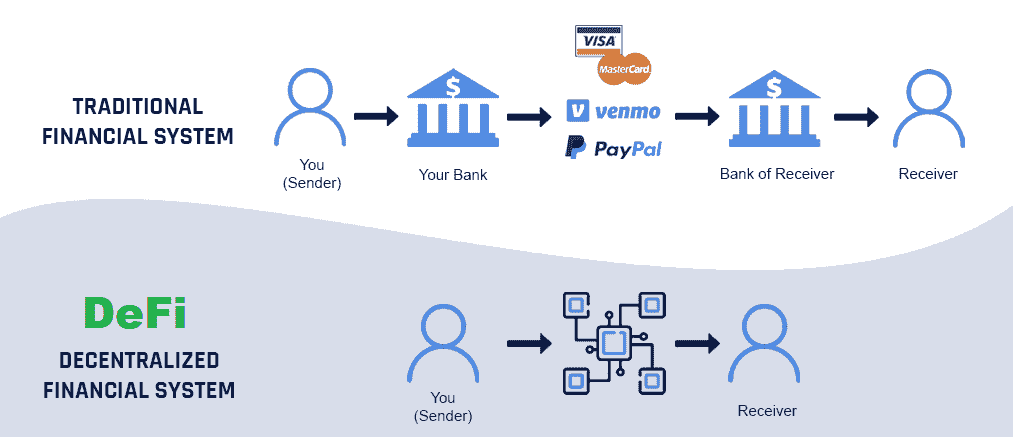 VISA
MasterCard
TRADITIONAL
FINANCIAL SYSTEM
$
$
V venmo
P PayPal
You
(Sender)
Your Bank
Bank of Receiver
Receiver
DeFi
DECENTRALIZED
FINANCIAL SYSTEM
You
(Sender)
Receiver